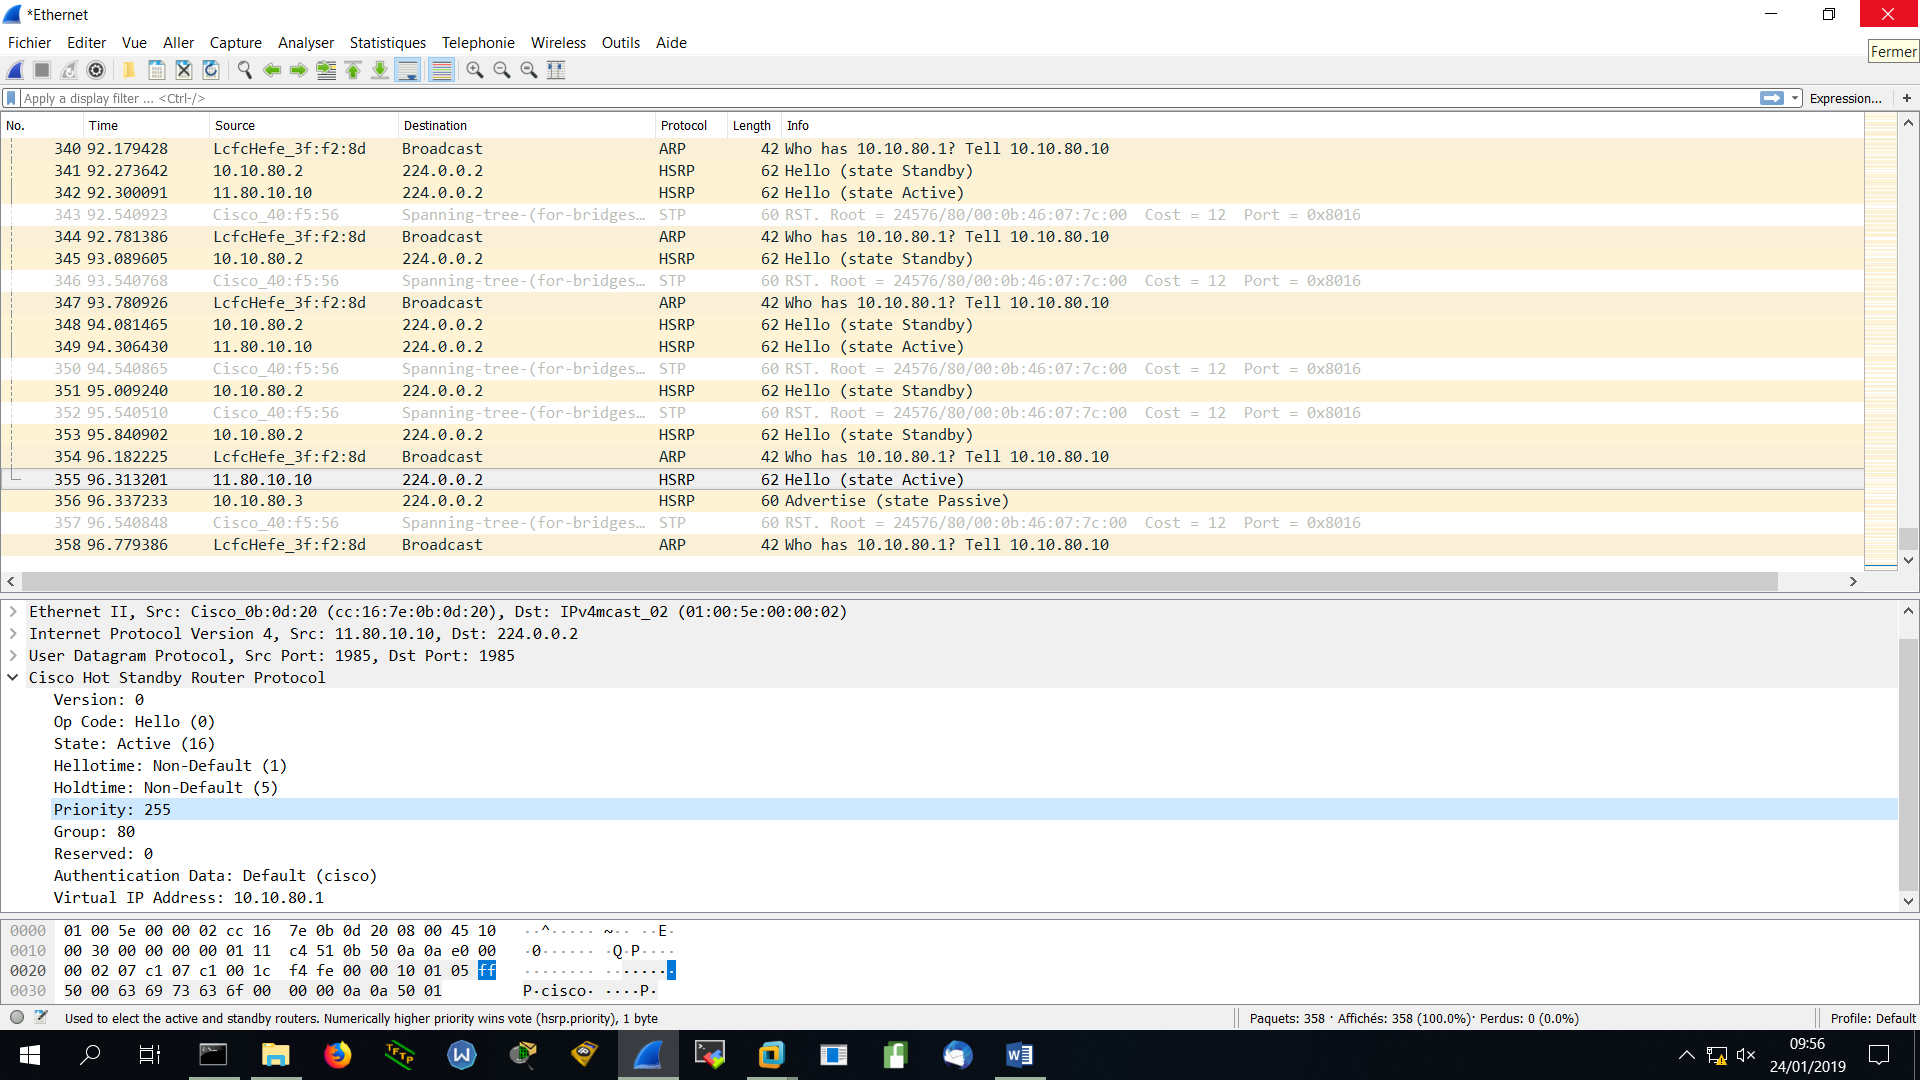 *Ethernet
Fichier Editer Vue Aller Capture Analyser Statistiques Telephonie Wireless Outils Aide
Fermer
Apply a display filter ... <Ctrl-/>
Expression... +
No. Time Source Destination Protocol Length Info
340 92.179428 LcfcHefe_3f:f2:8d Broadcast ARP 42 Who has 10.10.80.1? Tell 10.10.80.10
341 92.273642 10.10.80.2 224.0.0.2 HSRP 62 Hello (state Standby)
342 92.300091 11.80.10.10 224.0.0.2 HSRP 62 Hello (state Active)
343 92.540923 Cisco_40:f5:56 Spanning-tree-(for-bridges… STP 60 RST. Root = 24576/80/00:0b:46:07:7c:00 Cost = 12 Port = 0x8016
344 92.781386 LcfcHefe_3f:f2:8d Broadcast ARP 42 Who has 10.10.80.1? Tell 10.10.80.10
345 93.089605 10.10.80.2 224.0.0.2 HSRP 62 Hello (state Standby)
346 93.540768 Cisco_40:f5:56 Spanning-tree-(for-bridges… STP 60 RST. Root = 24576/80/00:0b:46:07:7c:00 Cost = 12 Port = 0x8016
347 93.780926 LcfcHefe_3f:f2:8d Broadcast ARP 42 Who has 10.10.80.1? Tell 10.10.80.10
348 94.081465 10.10.80.2 224.0.0.2 HSRP 62 Hello (state Standby)
349 94.306430 11.80.10.10 224.0.0.2 HSRP 62 Hello (state Active)
350 94.540865 Cisco_40:f5:56 Spanning-tree-(for-bridges… STP 60 RST. Root = 24576/80/00:0b:46:07:7c:00 Cost = 12 Port = 0x8016
351 95.009240 10.10.80.2 224.0.0.2 HSRP 62 Hello (state Standby)
352 95.540510 Cisco_40:f5:56 Spanning-tree-(for-bridges… STP 60 RST. Root = 24576/80/00:0b:46:07:7c:00 Cost = 12 Port = 0x8016
353 95.840902 10.10.80.2 224.0.0.2 HSRP 62 Hello (state Standby)
354 96.182225 LcfcHefe_3f:f2:8d Broadcast ARP 42 Who has 10.10.80.1? Tell 10.10.80.10
355 96.313201 11.80.10.10 224.0.0.2 HSRP 62 Hello (state Active)
356 96.337233 10.10.80.3 224.0.0.2 HSRP 60 Advertise (state Passive)
357 96.540848 Cisco_40:f5:56 Spanning-tree-(for-bridges… STP 60 RST. Root = 24576/80/00:0b:46:07:7c:00 Cost = 12 Port = 0x8016
358 96.779386 LcfcHefe_3f:f2:8d Broadcast ARP 42 Who has 10.10.80.1? Tell 10.10.80.10
Ethernet II, Src: Cisco_0b:0d:20 (cc:16:7e:0b:0d:20), Dst: IPv4mcast_02 (01:00:5e:00:00:02)
Internet Protocol Version 4, Src: 11.80.10.10, Dst: 224.0.0.2
User Datagram Protocol, Src Port: 1985, Dst Port: 1985
Cisco Hot Standby Router Protocol
Version: 0
Op Code: Hello (0)
State: Active (16)
Hellotime: Non-Default (1)
Holdtime: Non-Default (5)
Priority: 255
Group: 80
Reserved: 0
Authentication Data: Default (cisco)
Virtual IP Address: 10.10.80.1
0000 01 00 5e 00 00 02 cc 16 7e 0b 0d 20 08 00 45 10 ··^····· ~·· ··E·
0010 00 30 00 00 00 00 01 11 c4 51 0b 50 0a 0a e0 00 ·0······ ·Q·P····
0020 00 02 07 c1 07 c1 00 1c f4 fe 00 00 10 01 05 ff ········ ········
0030 50 00 63 69 73 63 6f 00 00 00 0a 0a 50 01 P·cisco· ····P·
Used to elect the active and standby routers. Numerically higher priority wins vote (hsrp.priority), 1 byte
Paquets: 358 · Affichés: 358 (100.0%)· Perdus: 0 (0.0%)
Profile: Default
TFTP
09:56
24/01/2019